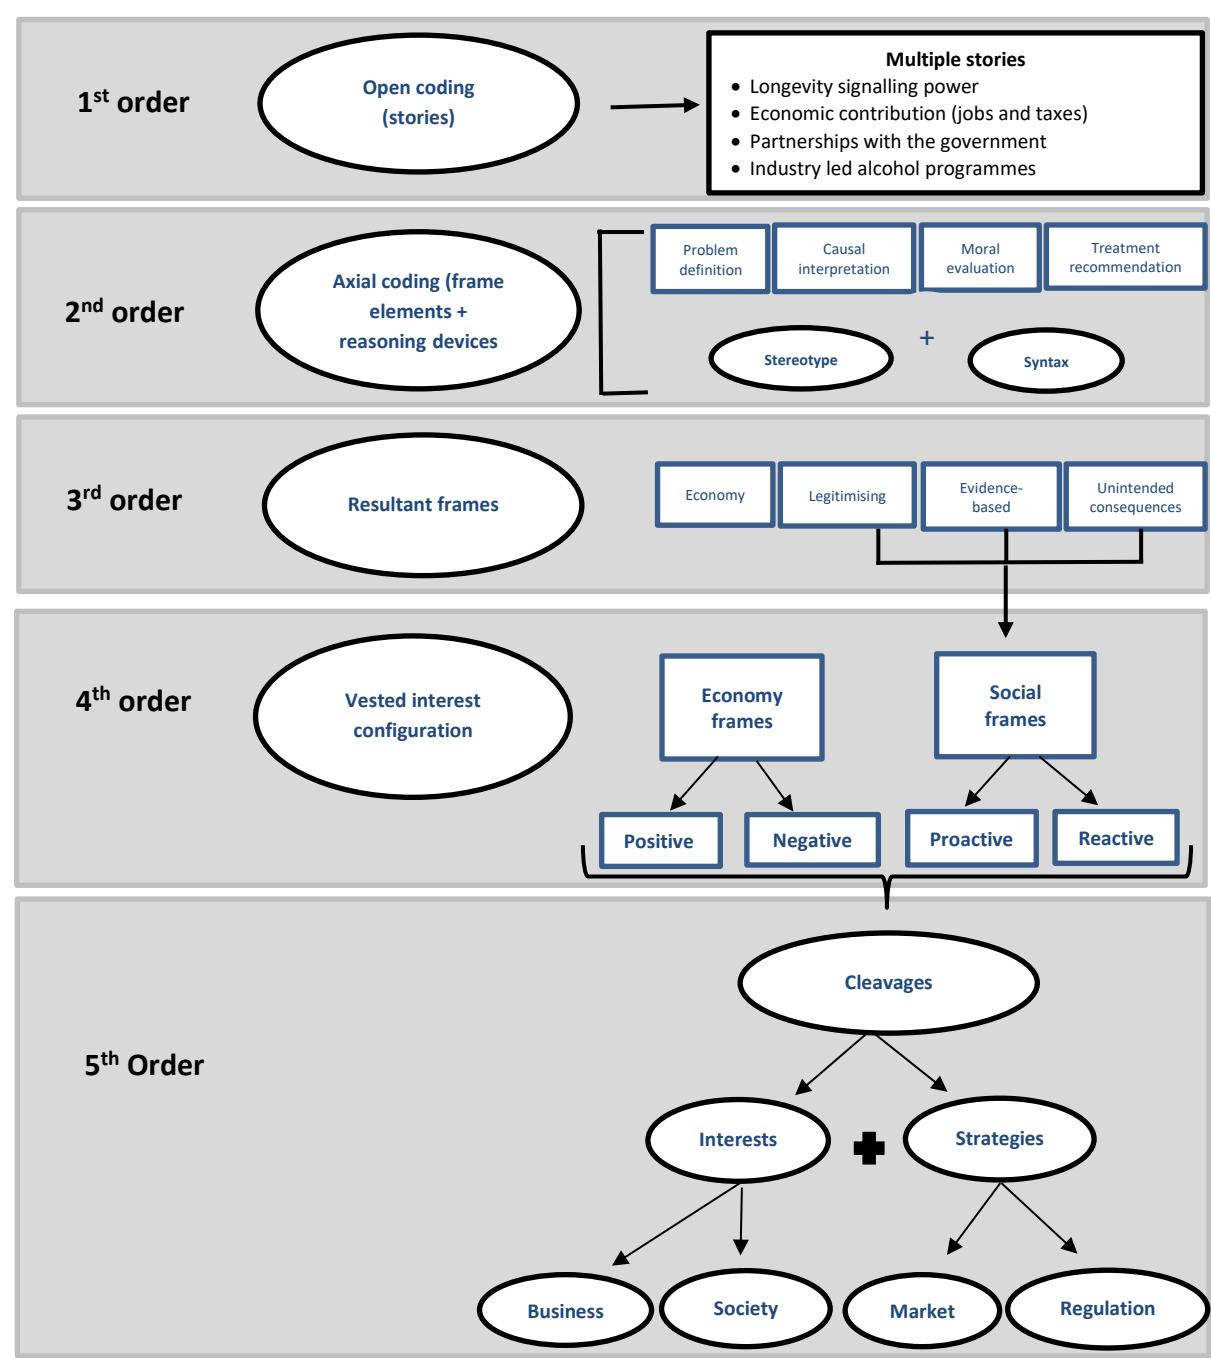 1st order
Open coding
(stories)
Multiple stories
• Longevity signalling power
• Economic contribution (jobs and taxes)
• Partnerships with the government
• Industry led alcohol programmes
2nd order
Axial coding (frame
elements +
reasoning devices
Problem
definition
Causal
interpretation
Moral
evaluation
Treatment
recommendation
Stereotype
+
Syntax
3rd order
Resultant frames
Economy
Legitimising
Evidence-
based
Unintended
consequences
4th order
Vested interest
configuration
Economy
frames
Social
frames
Positive
Negative
Proactive
Reactive
5th Order
Cleavages
Interests
Strategies
Business
Society
Market
Regulation